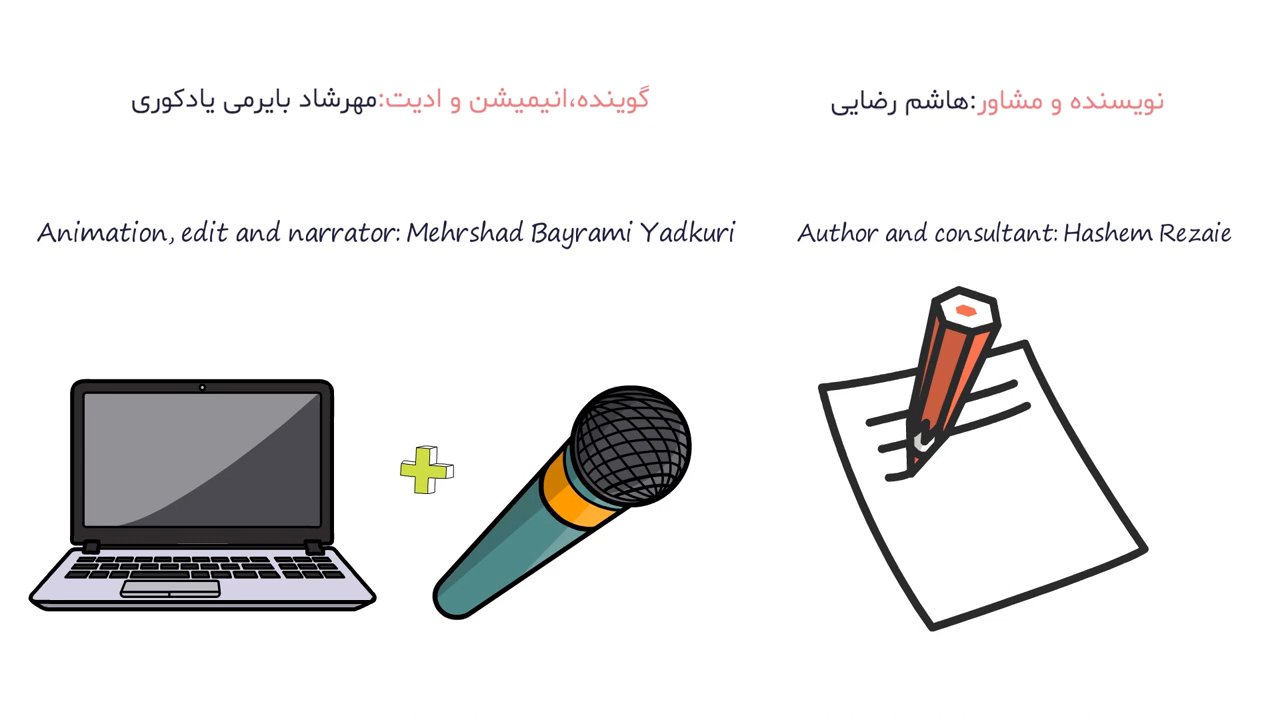 نویسنده و مشاور:هاشم رضایی
گوینده،انیمیشن و ادیت:مهرشاد بایرمی یادکوری
Animation, edit and narrator: Mehrshad Bayrami Yadkuri
Author and consultant: Hashem Rezaie